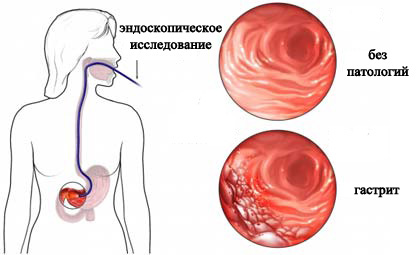 эндоскопическое
исследование
без
патологий
гастрит